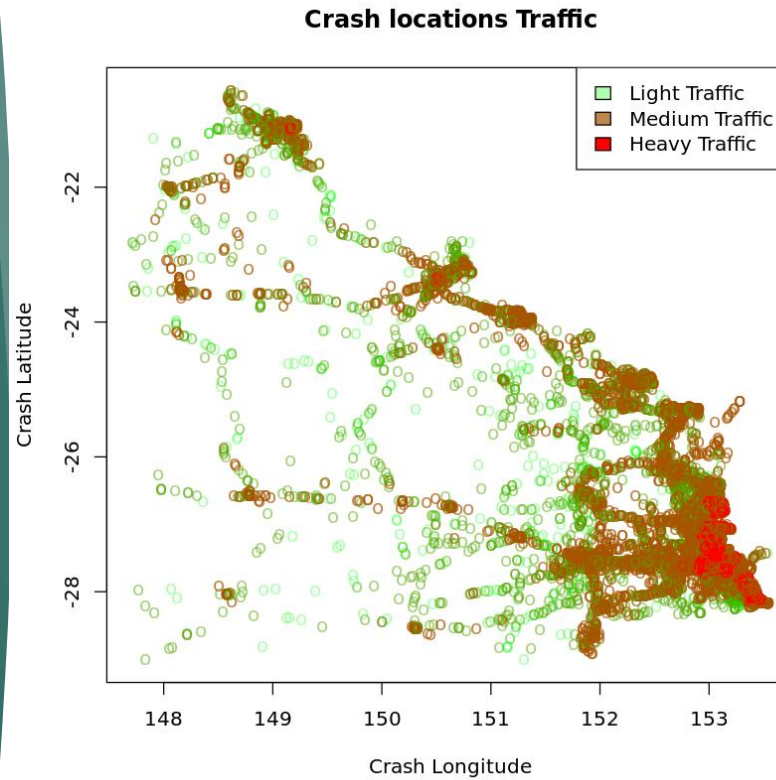 Crash locations Traffic
Light Traffic
Medium Traffic
Heavy Traffic
Crash Latitude
-22
-24
-26
-28
148 149 150 151 152 153
Crash Longitude